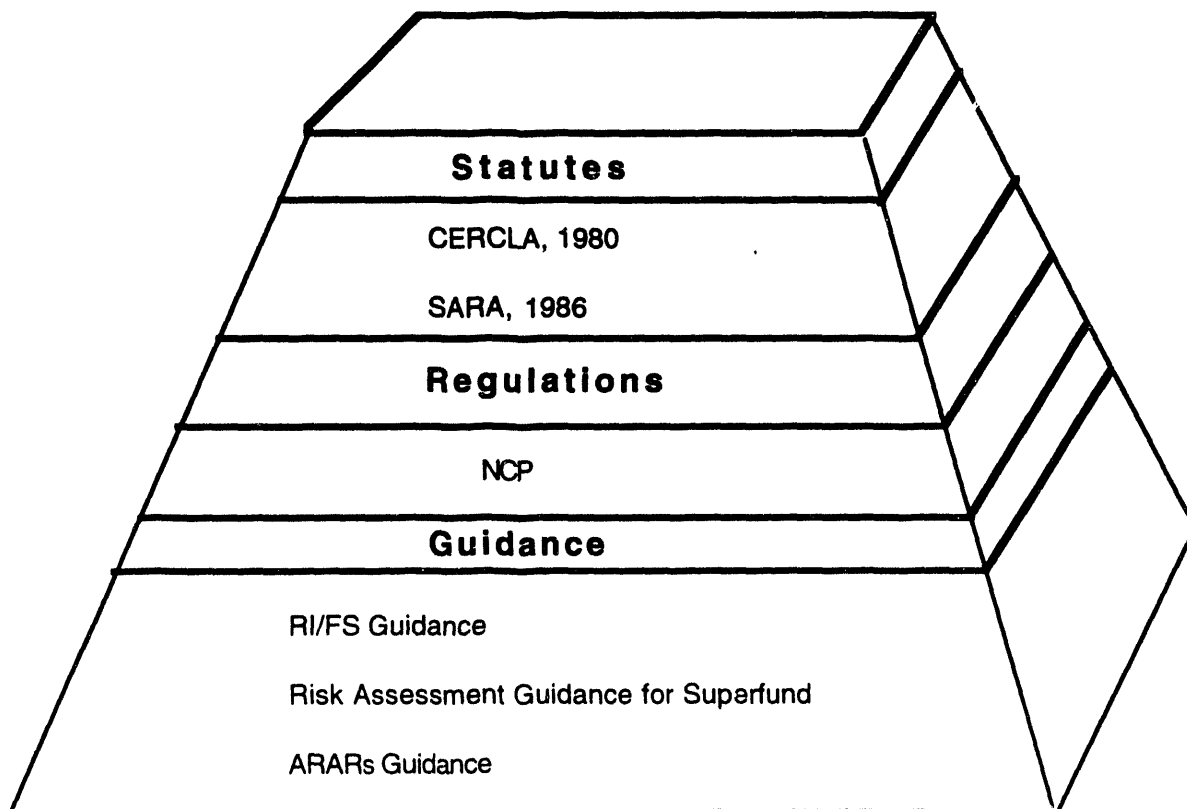 Statutes
CERCLA, 1980
SARA, 1986
Regulations
NCP
Guidance
RI/FS Guidance
Risk Assessment Guidance for Superfund
ARARs Guidance